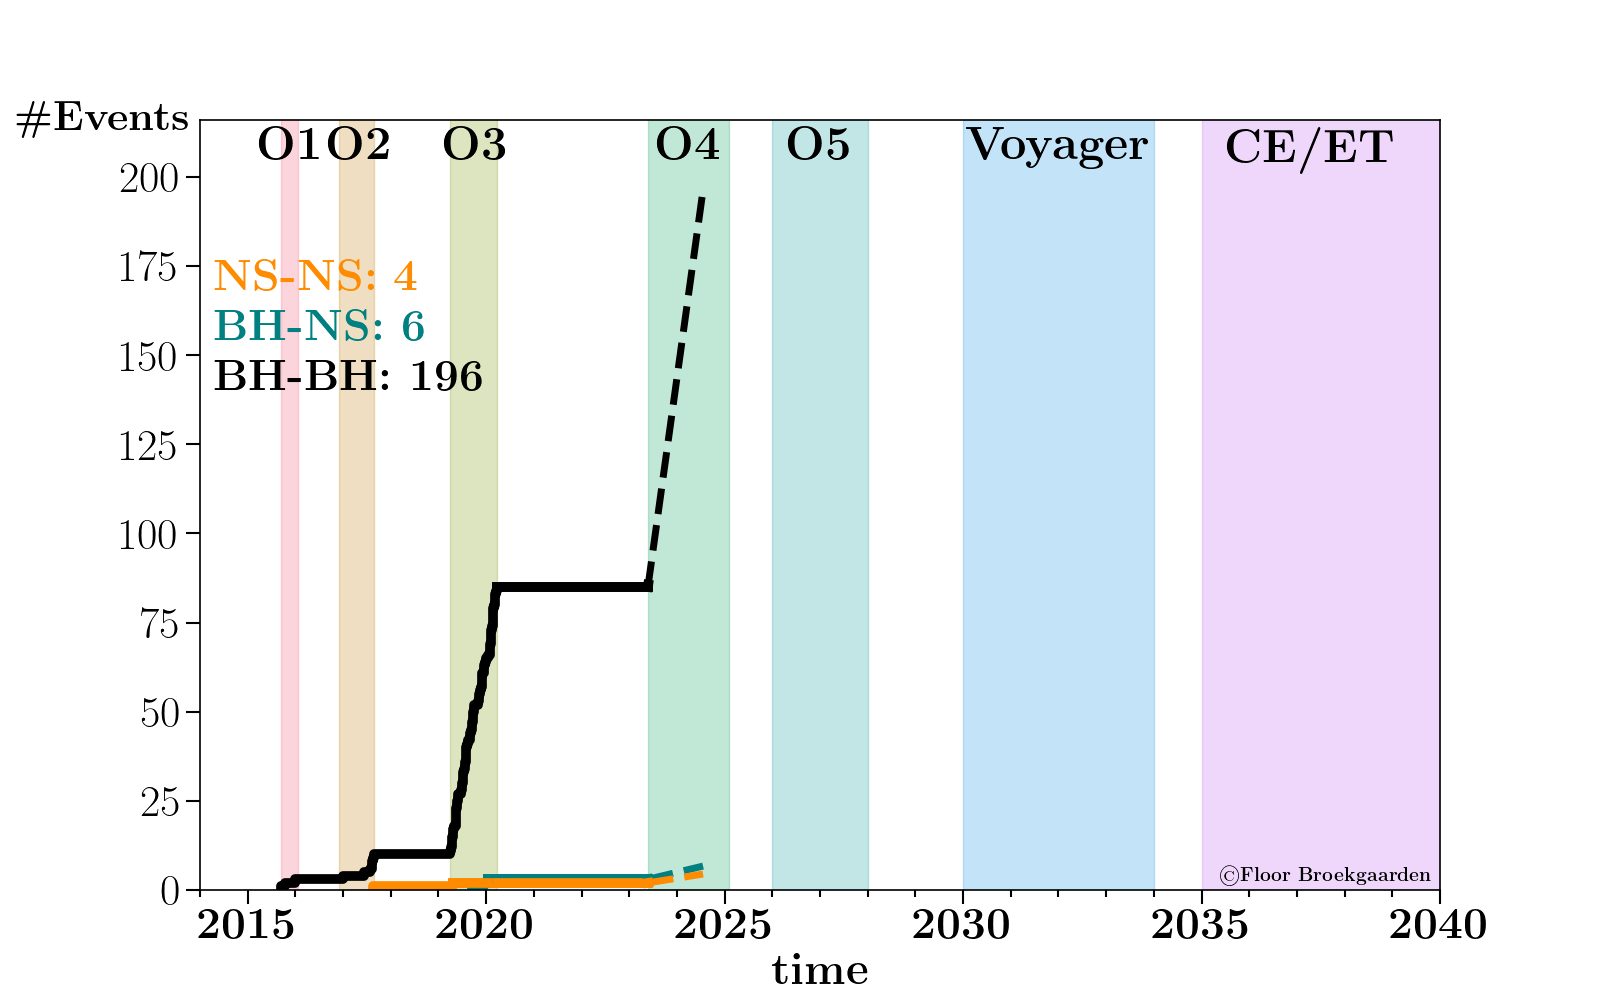 #Events
O1 O2 O3 O4 O5 Voyager CE/ET
200
175
NS-NS: 4
BH-NS: 6
150
BH-BH: 196
125
100
75
50
25
©Floor Broekgaarden
0
2015 2020 2025 2030 2035 2040
time